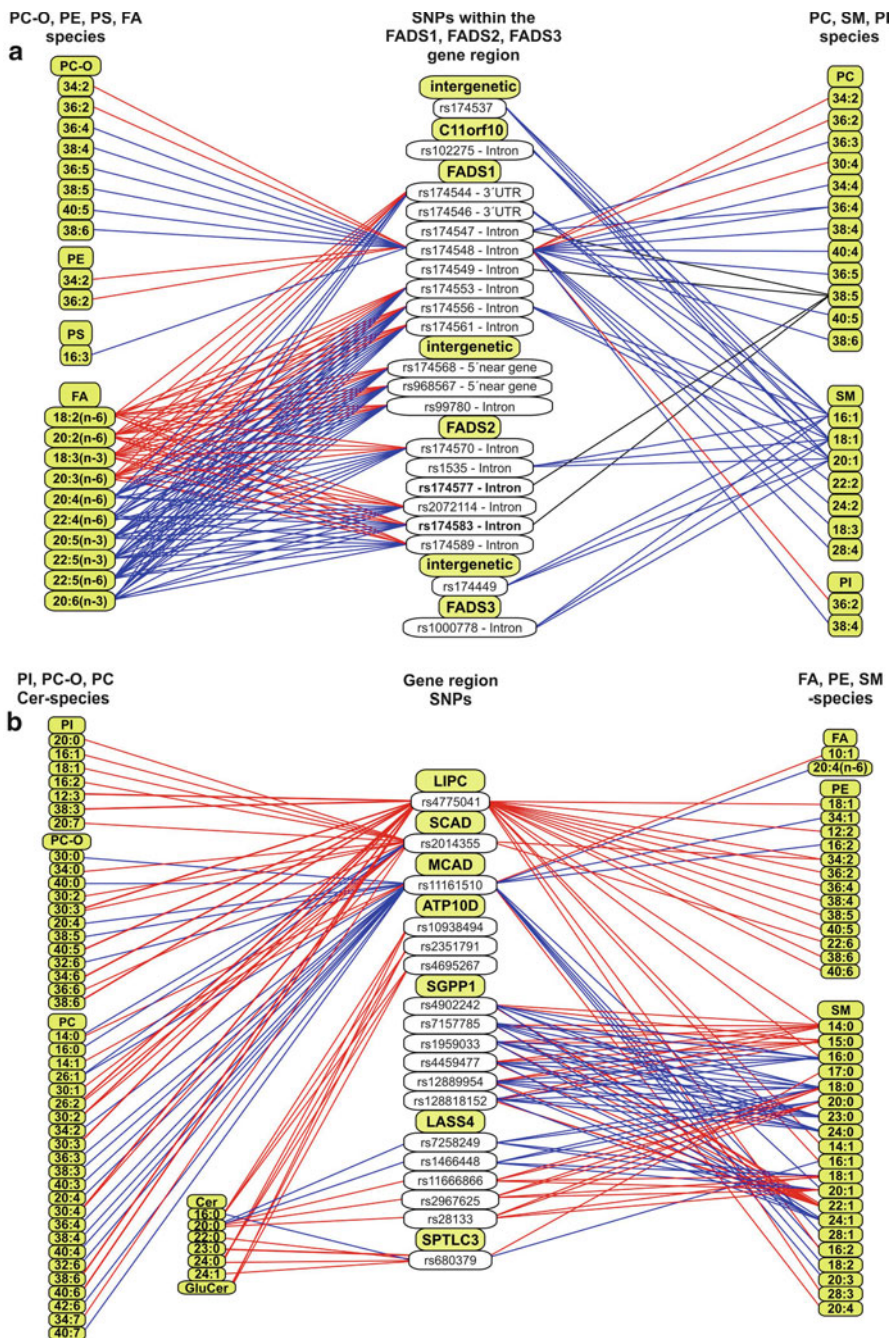 PC-O, PE, PS, FA
species
SNPs within the
FADS1, FADS2, FADS3
gene region
PC, SM, PI
species
a
PC-O
34:2
36:2
36:4
38:4
36:5
38:5
40:5
38:6
PE
34:2
36:2
PS
16:3
FA
18:2(n-6)
20:2(n-6)
18:3(n-3)
20:3(n-6)
20:4(n-6)
22:4(n-6)
20:5(n-3)
22:5(n-3)
22:5(n-6)
20:6(n-3)
intergenetic
rs174537
C11orf10
rs102275 - Intron
FADS1
rs174544 - 3´UTR
rs174546 - 3´UTR
rs174547 - Intron
rs174548 - Intron
rs174549 - Intron
rs174553 - Intron
rs174556 - Intron
rs174561 - Intron
intergenetic
rs174568 - 5´near gene
rs968567 - 5´near gene
rs99780 - Intron
FADS2
rs174570 - Intron
rs1535 - Intron
rs174577 - Intron
rs2072114 - Intron
rs174583 - Intron
rs174589 - Intron
intergenetic
rs174449
FADS3
rs1000778 - Intron
PC
34:2
36:2
36:3
30:4
34:4
36:4
38:4
40:4
36:5
38:5
40:5
38:6
SM
16:1
18:1
20:1
22:2
24:2
18:3
28:4
PI
36:2
38:4
PI, PC-O, PC
Cer-species
Gene region
SNPs
FA, PE, SM
-species
b
PI
20:0
16:1
18:1
16:2
12:3
38:3
20:7
PC-O
30:0
34:0
40:0
30:2
30:3
20:4
38:5
40:5
32:6
34:6
36:6
38:6
PC
14:0
16:0
14:1
26:1
30:1
26:2
30:2
34:2
30:3
36:3
38:3
40:3
20:4
30:4
36:4
38:4
40:4
32:6
38:6
40:6
42:6
34:7
40:7
Cer
16:0
20:0
22:0
23:0
24:0
24:1
GluCer
LIPC
rs4775041
SCAD
rs2014355
MCAD
rs11161510
ATP10D
rs10938494
rs2351791
rs4695267
SGPP1
rs4902242
rs7157785
rs1959033
rs4459477
rs12889954
rs128818152
LASS4
rs7258249
rs1466448
rs11666866
rs2967625
rs28133
SPTLC3
rs680379
FA
10:1
20:4(n-6)
PE
18:1
34:1
12:2
16:2
34:2
36:2
36:4
38:4
38:5
40:5
22:6
38:6
40:6
SM
14:0
15:0
16:0
17:0
18:0
20:0
23:0
24:0
14:1
16:1
18:1
20:1
22:1
24:1
28:1
16:2
18:2
20:3
28:3
20:4